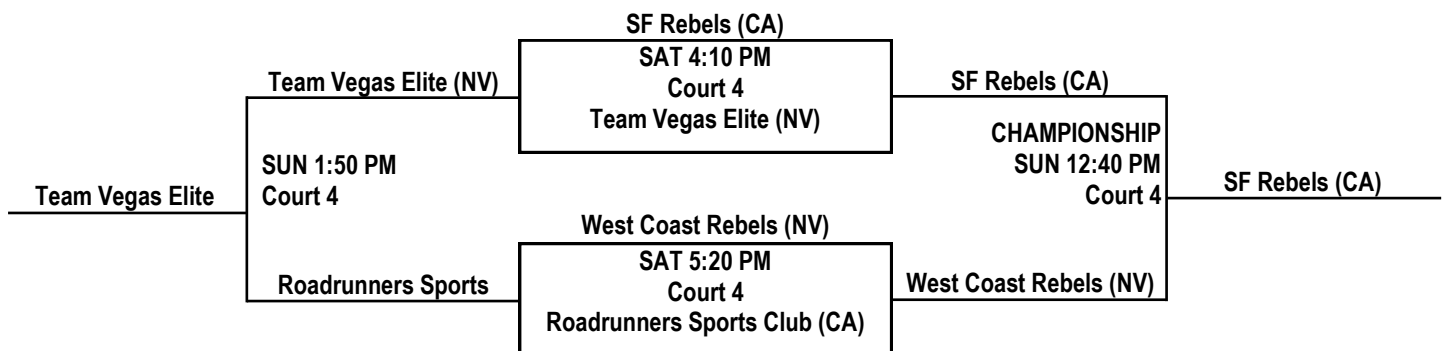 SF Rebels (CA)
SAT 4:10 PM
Team Vegas Elite (NV)
Court 4
SF Rebels (CA)
Team Vegas Elite (NV)
CHAMPIONSHIP
SUN 1:50 PM
SUN 12:40 PM
Team Vegas Elite
Court 4
Court 4
SF Rebels (CA)
West Coast Rebels (NV)
SAT 5:20 PM
Roadrunners Sports
Court 4
West Coast Rebels (NV)
Roadrunners Sports Club (CA)